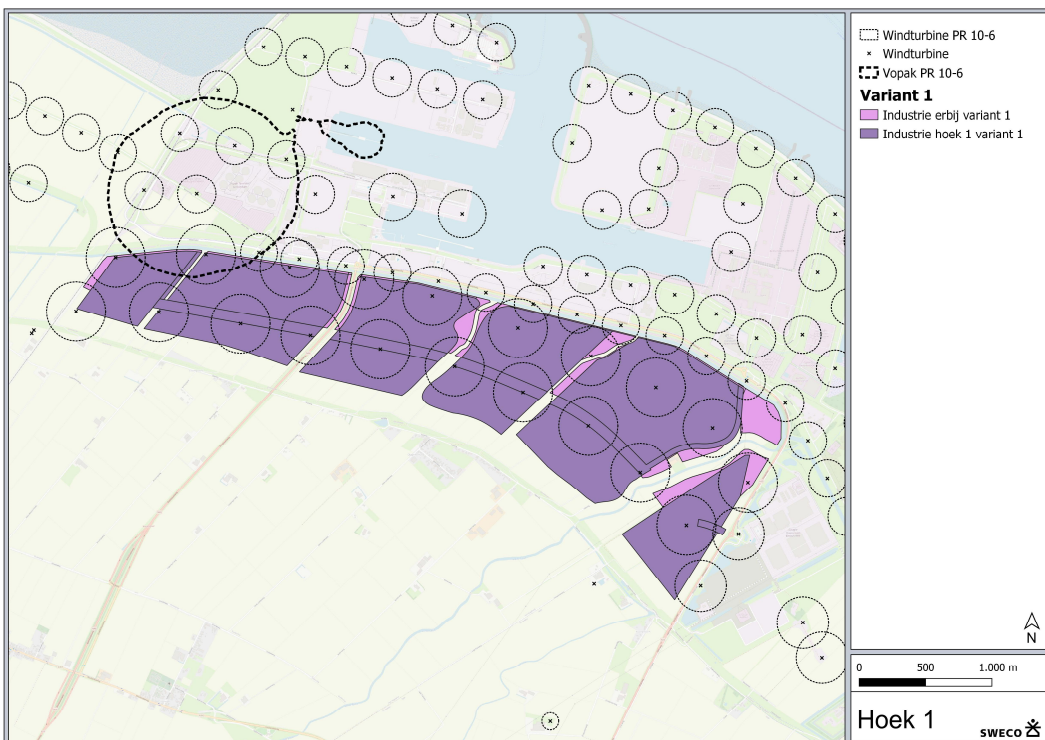 Windturbine PR 10-6
Windturbine
Vopak PR 10-6
Variant 1
Industrie erbij variant 1
Industrie hoek 1 variant 1
N
0 500 1.000 m
Hoek 1
SWECO